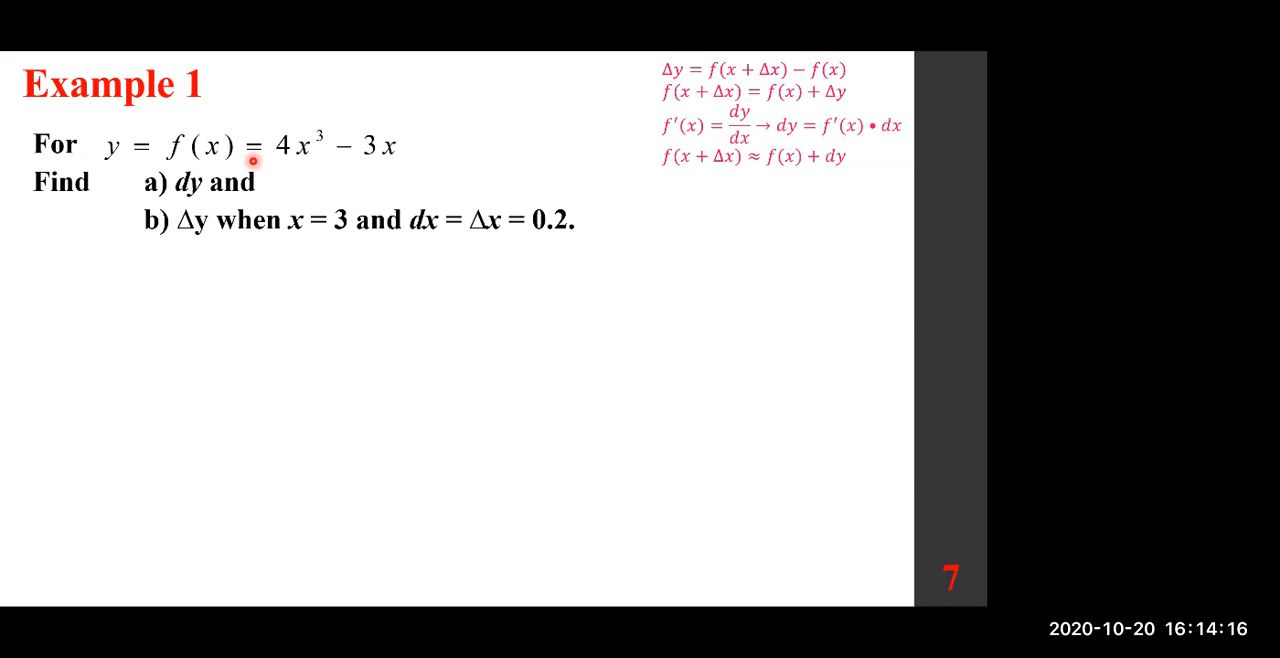 Example 1
For y = f(x) = 4x³ − 3x
Find a) dy and
b) Δy when x = 3 and dx = Δx = 0.2.
Δy = f(x + Δx) − f(x)
f(x + Δx) = f(x) + Δy
f′(x) = dy/dx → dy = f′(x) • dx
f(x + Δx) ≈ f(x) + dy
7
2020-10-20 16:14:16